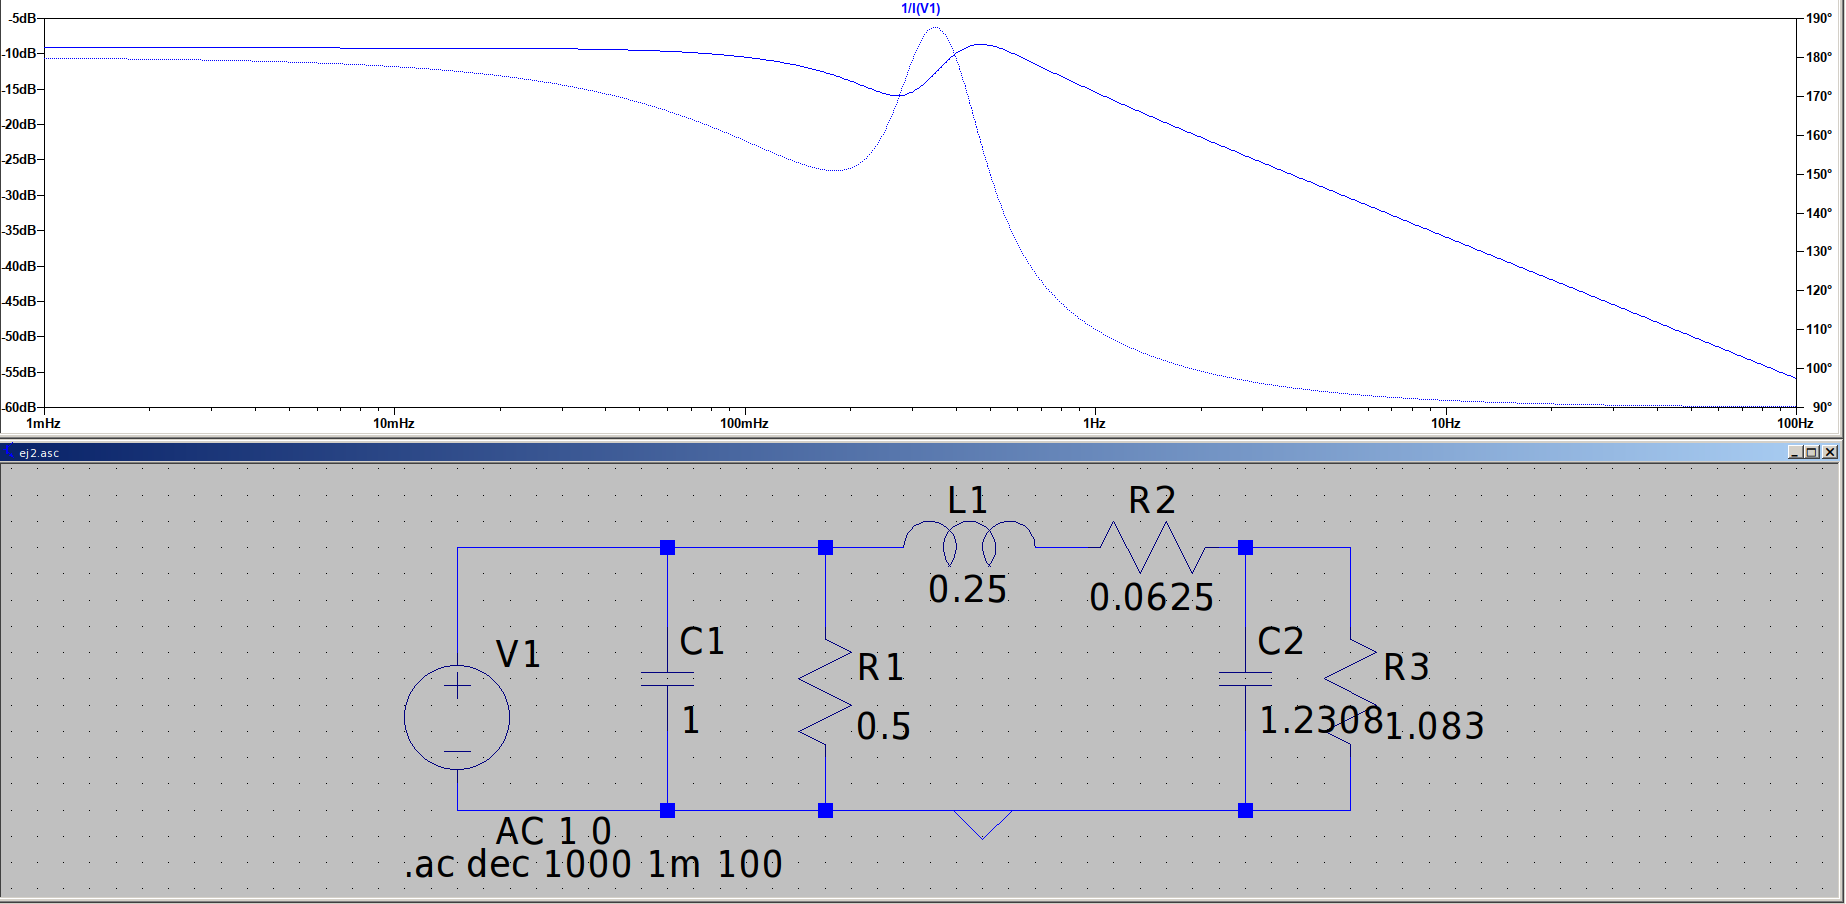 1/I(V1)
-5dB
-10dB
-15dB
-20dB
-25dB
-30dB
-35dB
-40dB
-45dB
-50dB
-55dB
-60dB
190°
180°
170°
160°
150°
140°
130°
120°
110°
100°
90°
1mHz 10mHz 100mHz 1Hz 10Hz 100Hz
ej2.asc
L1 R2
0.25 0.0625
V1 C1 R1 C2 R3
1 0.5 1.2308 1.083
AC 1 0
.ac dec 1000 1m 100